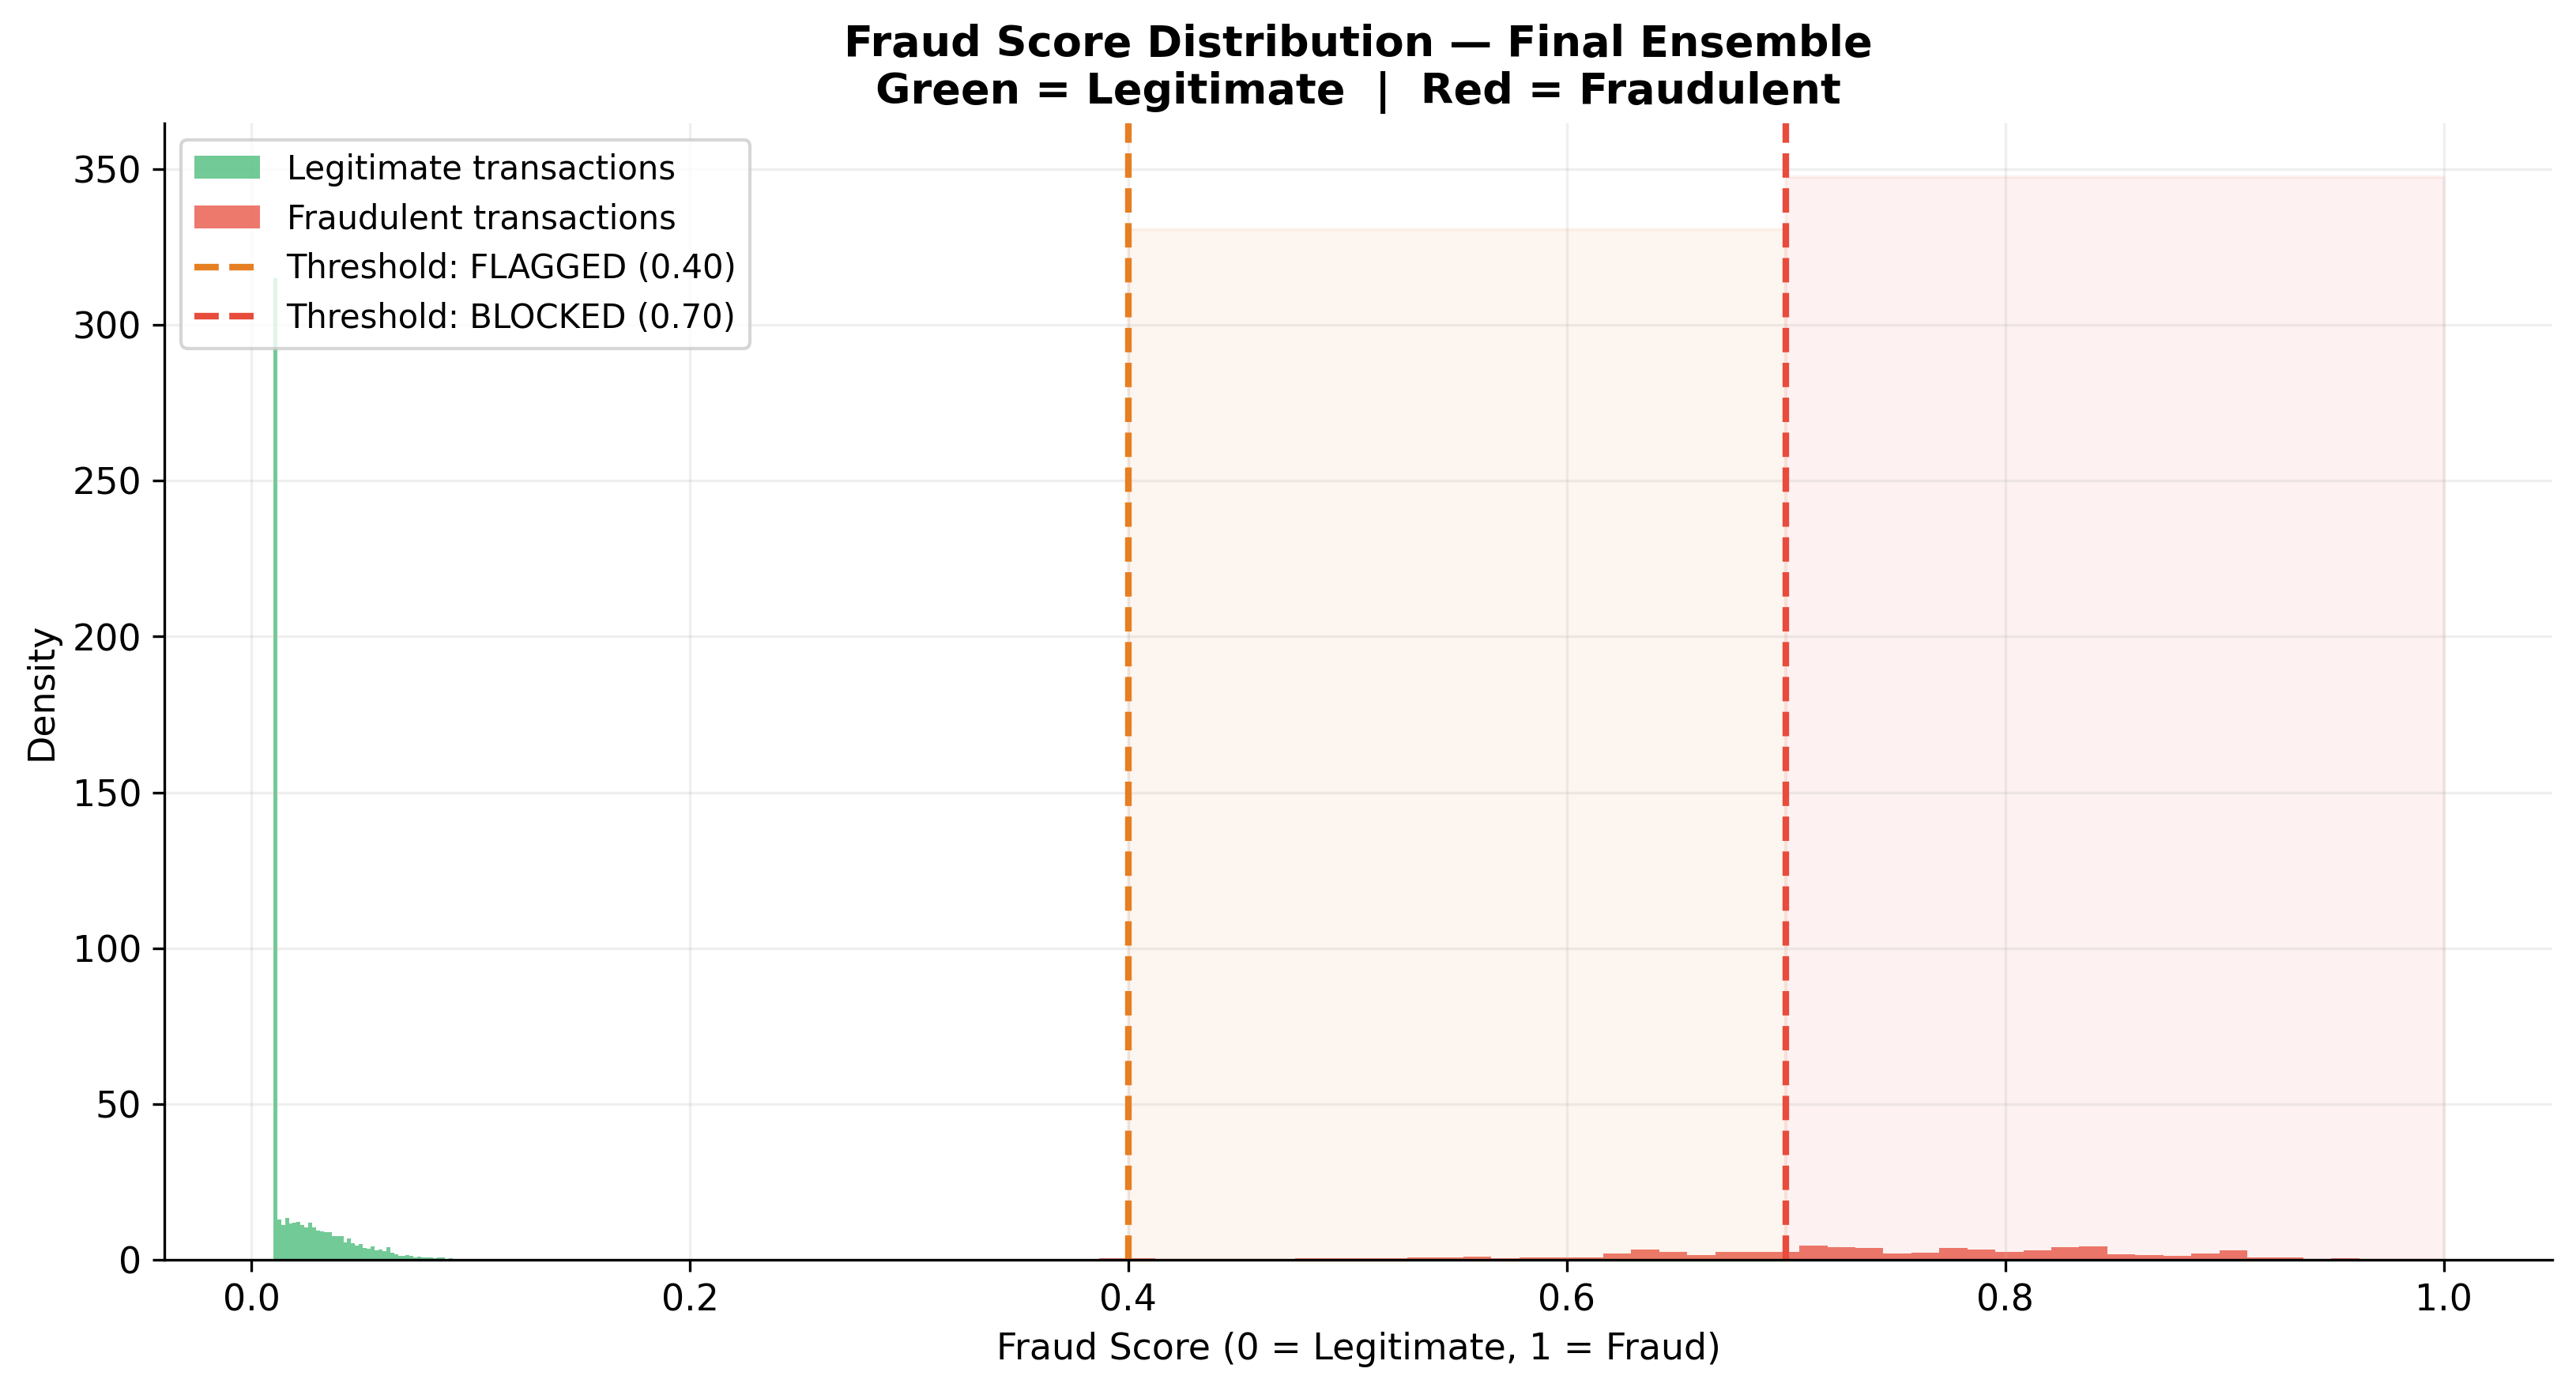 Fraud Score Distribution — Final Ensemble
Green = Legitimate | Red = Fraudulent
Legitimate transactions
Fraudulent transactions
Threshold: FLAGGED (0.40)
Threshold: BLOCKED (0.70)
350
300
250
200
150
100
50
0
Density
0.0 0.2 0.4 0.6 0.8 1.0
Fraud Score (0 = Legitimate, 1 = Fraud)